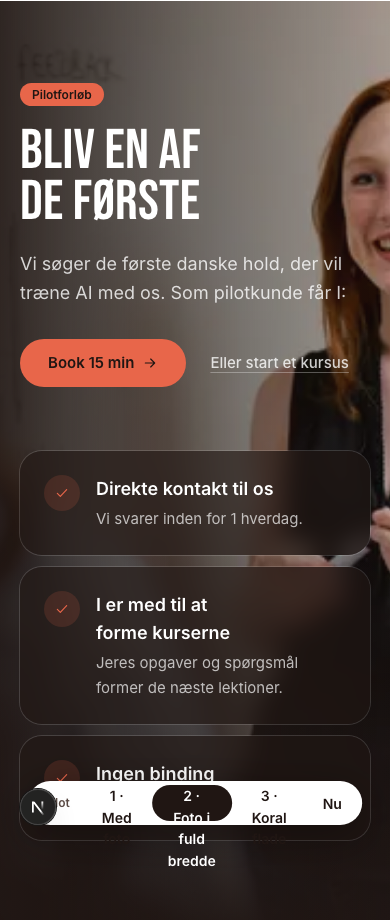 FEEDBACK
Pilotforløb
BLIV EN AF
DE FØRSTE
Vi søger de første danske hold, der vil
træne AI med os. Som pilotkunde får I:
Book 15 min →
Eller start et kursus
Direkte kontakt til os
Vi svarer inden for 1 hverdag.
I er med til at
forme kurserne
Jeres opgaver og spørgsmål
former de næste lektioner.
Ingen binding
N
1 ·
Med
2 ·
Foto i
fuld
bredde
3 ·
Koral
Nu